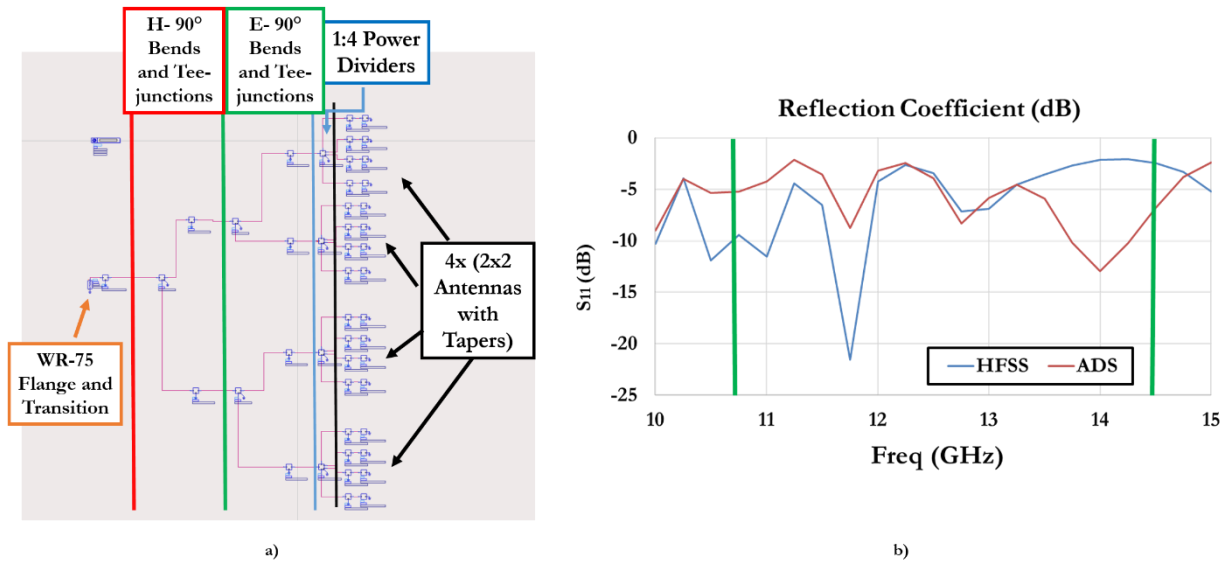 H- 90°
Bends
and Tee-
junctions
E- 90°
Bends
and Tee-
junctions
1:4 Power
Dividers
4x (2x2
Antennas
with
Tapers)
WR-75
Flange and
Transition
a)
Reflection Coefficient (dB)
S11 (dB)
0
-5
-10
-15
-20
-25
HFSS
ADS
10
11
12
13
14
15
Freq (GHz)
b)